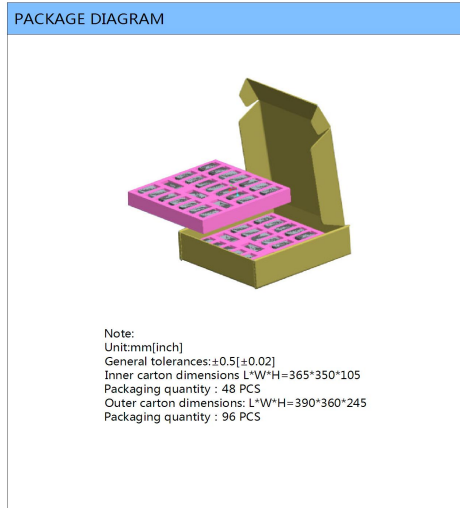 PACKAGE DIAGRAM
Note:
Unit:mm[inch]
General tolerances:±0.5[±0.02]
Inner carton dimensions L*W*H=365*350*105
Packaging quantity : 48 PCS
Outer carton dimensions: L*W*H=390*360*245
Packaging quantity : 96 PCS